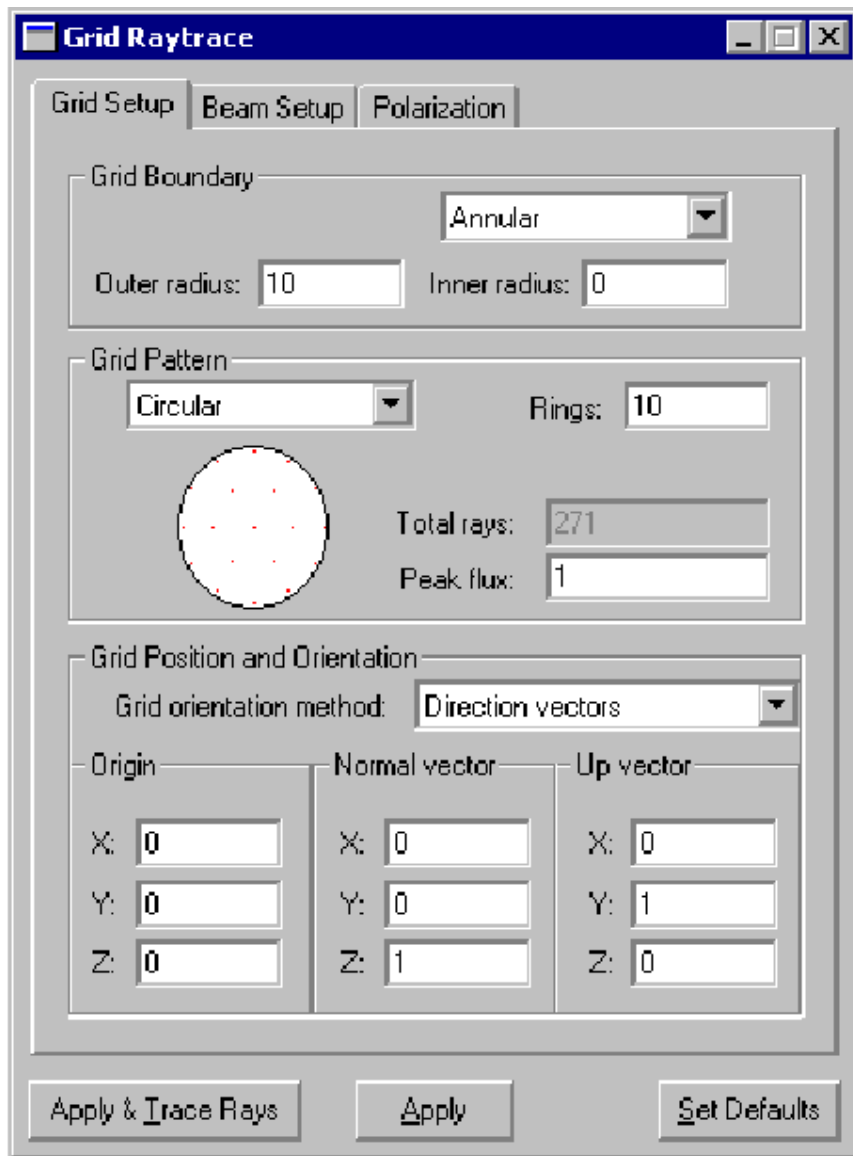 Grid Raytrace
Grid Setup Beam Setup Polarization
Grid Boundary
Annular
Outer radius: 10 Inner radius: 0
Grid Pattern
Circular Rings: 10
Total rays: 271
Peak flux: 1
Grid Position and Orientation
Grid orientation method: Direction vectors
Origin Normal vector Up vector
X: 0 X: 0 X: 0
Y: 0 Y: 0 Y: 1
Z: 0 Z: 1 Z: 0
Apply & Trace Rays Apply Set Defaults